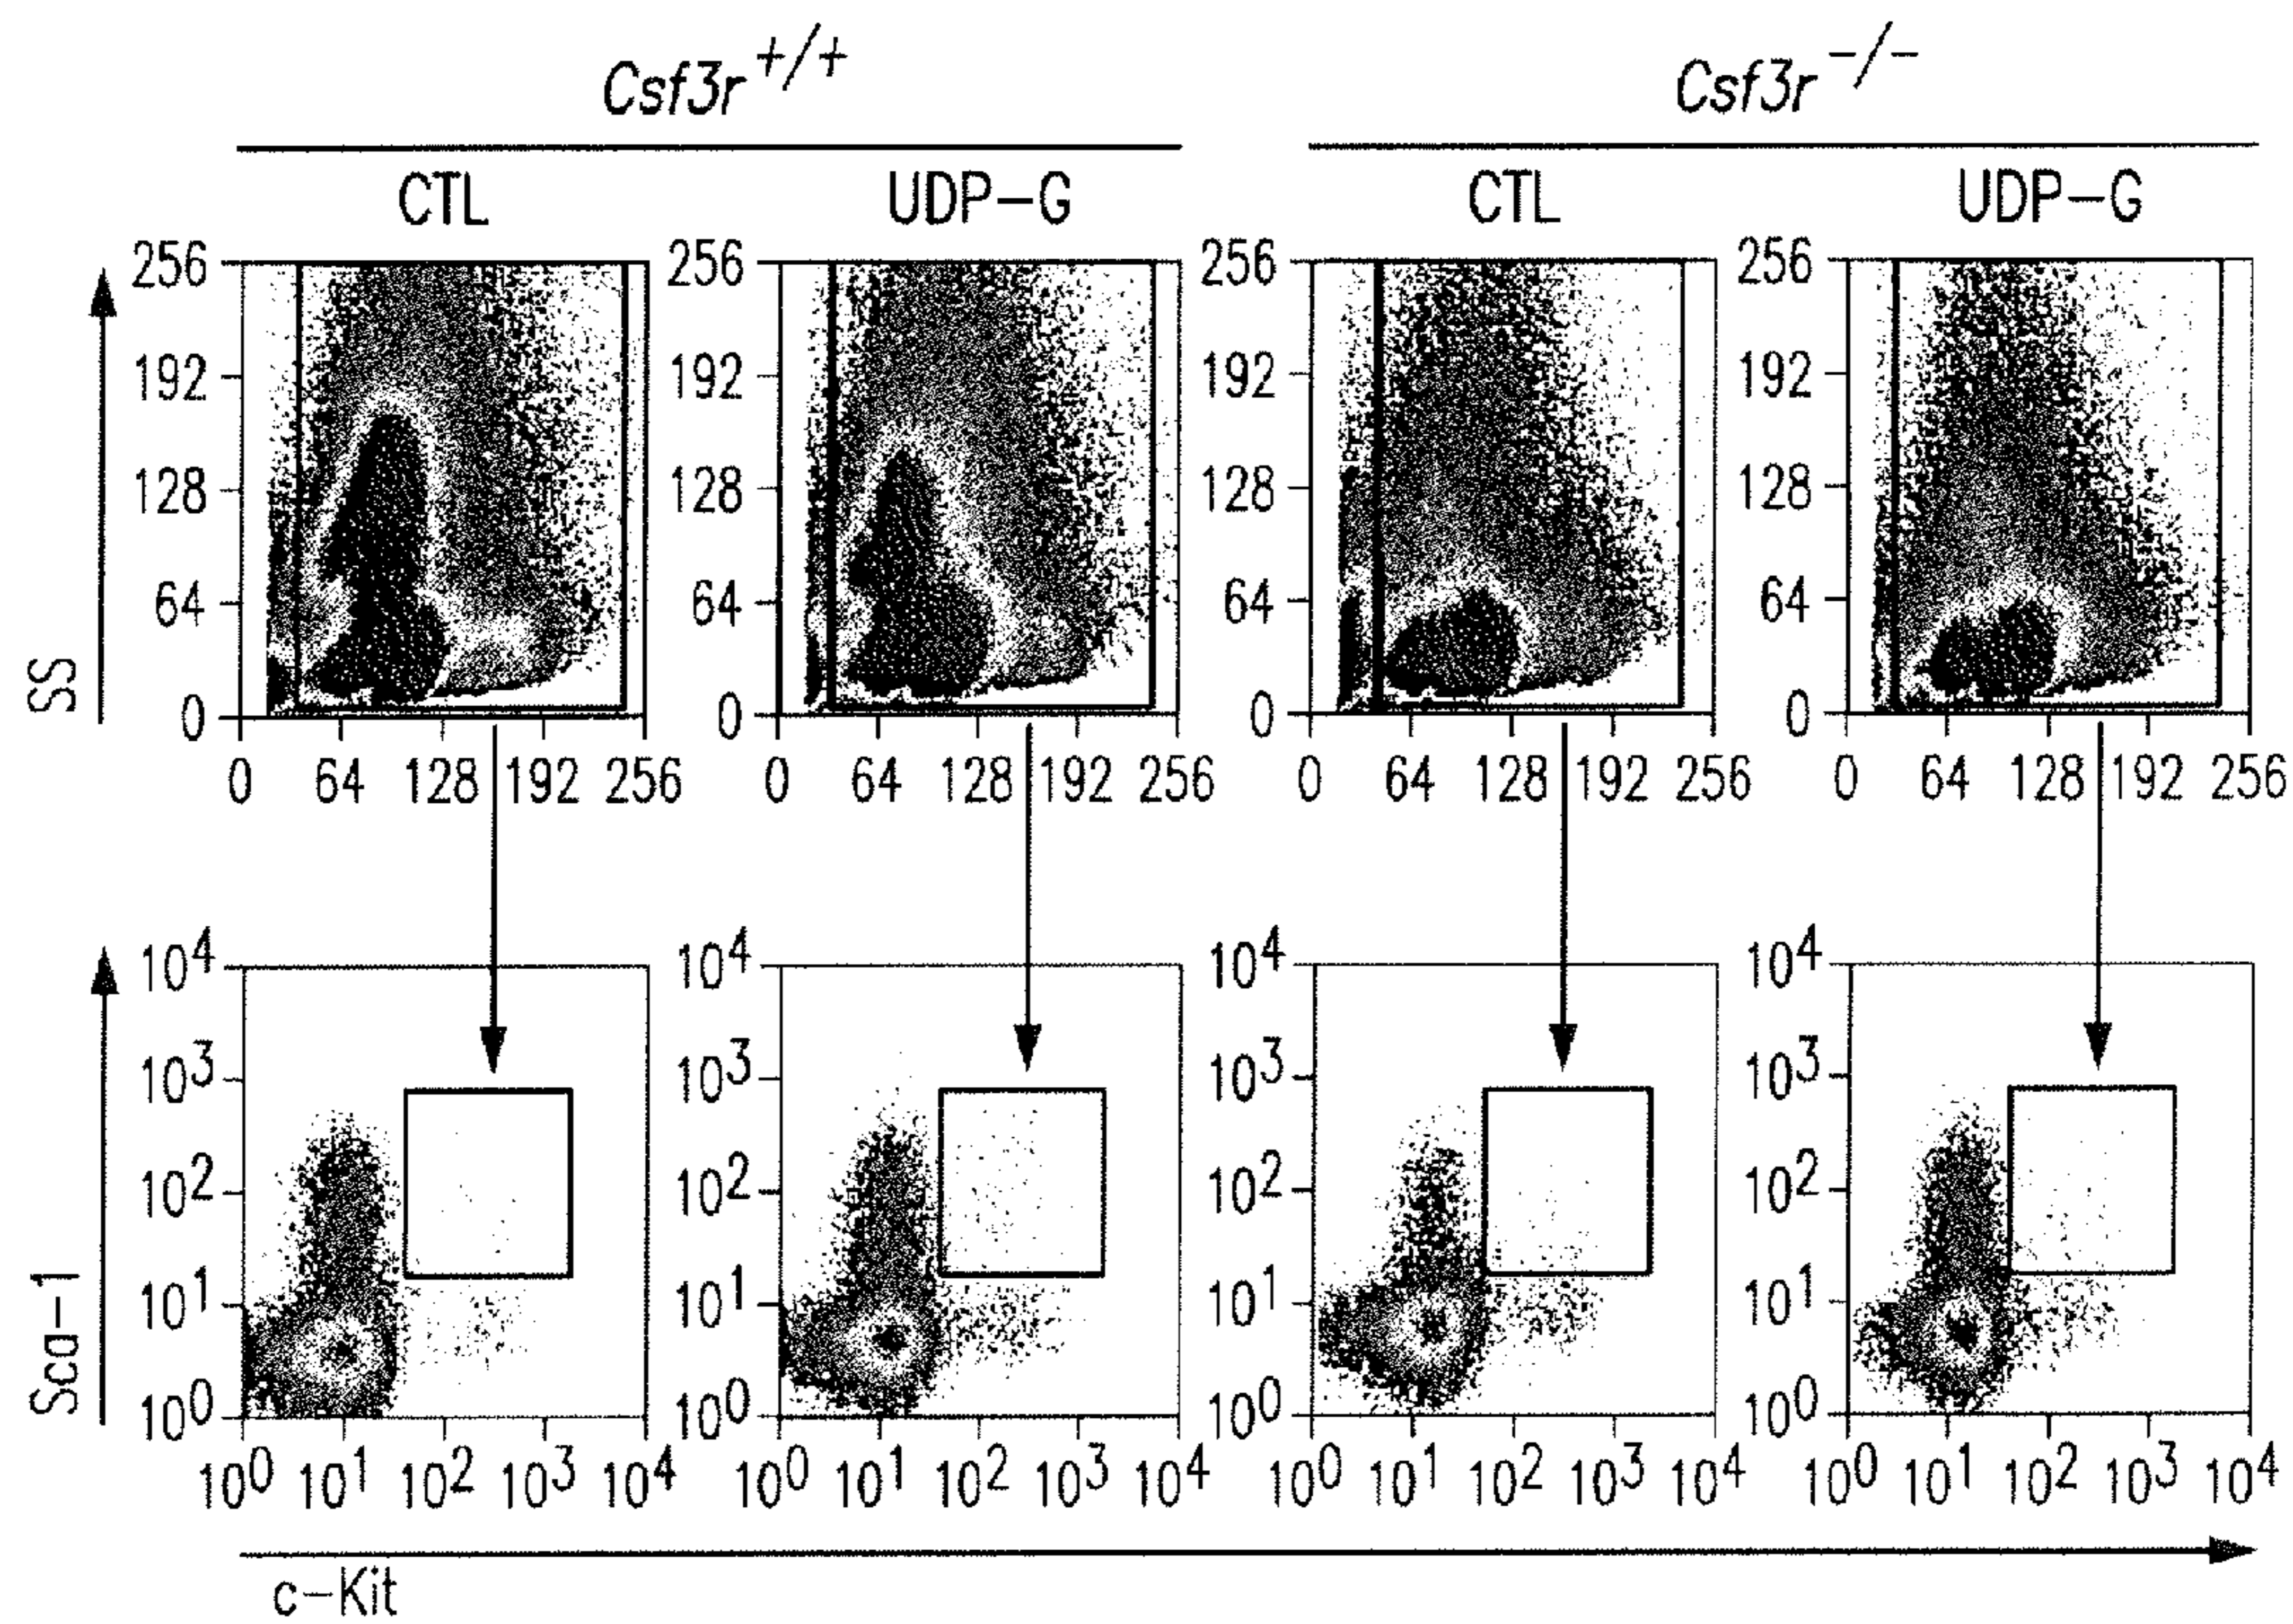 Csf3r +/+ Csf3r -/-
CTL UDP-G CTL UDP-G
256 256 256 256
192 192 192 192
128 128 128 128
64 64 64 64
SS
0 0 0 0
0 64 128 192 256 0 64 128 192 256 0 64 128 192 256 0 64 128 192 256
10⁴ 10⁴ 10⁴ 10⁴
10³ 10³ 10³ 10³
10² 10² 10² 10²
10¹ 10¹ 10¹ 10¹
Sca-1
10⁰ 10⁰ 10⁰ 10⁰
10⁰ 10¹ 10² 10³ 10⁴ 10⁰ 10¹ 10² 10³ 10⁴ 10⁰ 10¹ 10² 10³ 10⁴ 10⁰ 10¹ 10² 10³ 10⁴
c-Kit